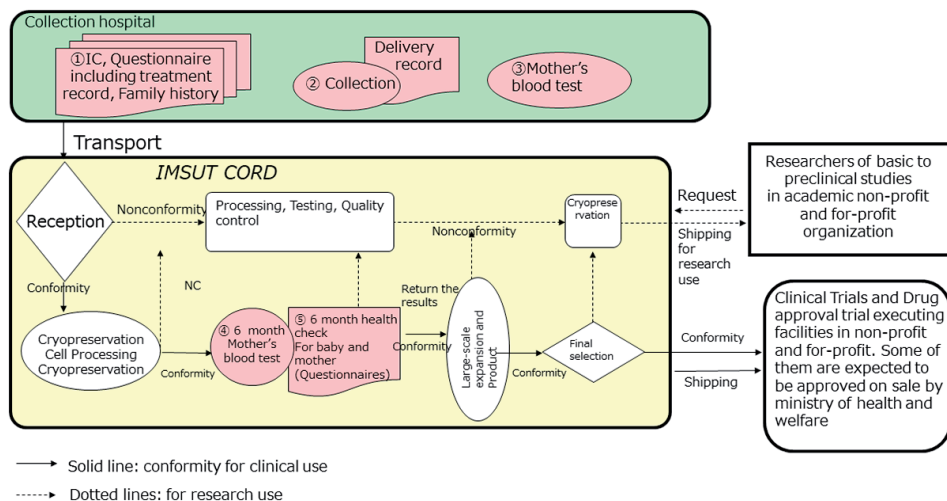 Collection hospital
①IC, Questionnaire
including treatment
record, Family history
Delivery
record
② Collection
③Mother's
blood test
Transport
IMSUT CORD
Reception
Nonconformity
Processing, Testing, Quality
control
Nonconformity
Cryoprese
rvation
Request
Shipping
for
research
use
Researchers of basic to
preclinical studies
in academic non-profit
and for-profit
organization
Conformity
NC
Cryopreservation
Cell Processing
Cryopreservation
Conformity
④ 6 month
Mother's
blood test
⑤ 6 month health
check
For baby and
mother
(Questionnaires)
Return the
results
Conformity
Large-scale
expansion and
Product
Conformity
Final
selection
Conformity
Shipping
Clinical Trials and Drug
approval trial executing
facilities in non-profit
and for-profit. Some of
them are expected to
be approved on sale by
ministry of health and
welfare
Solid line: conformity for clinical use
Dotted lines: for research use